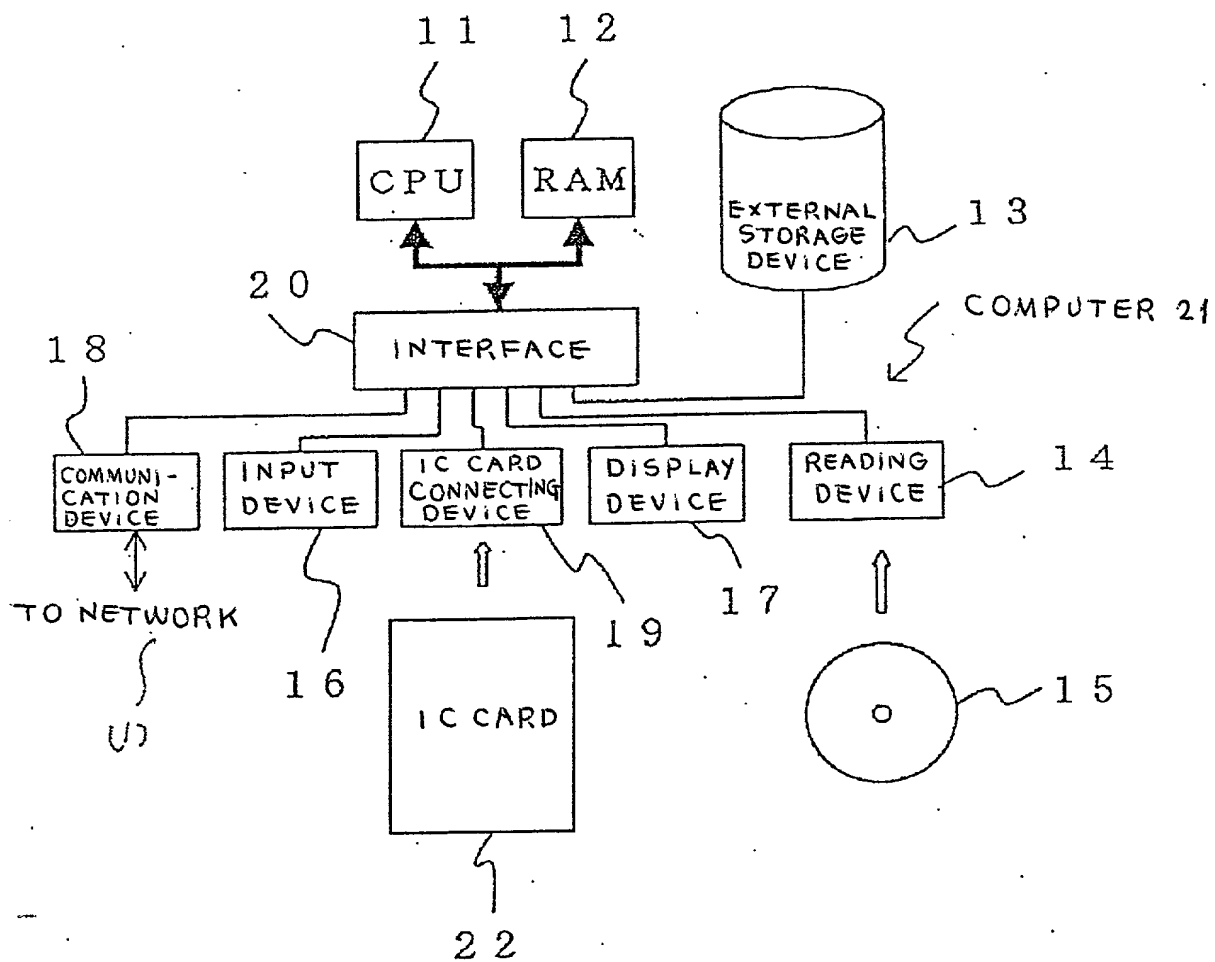 11
12
CPU
RAM
EXTERNAL
STORAGE
DEVICE
13
COMPUTER 21
20
INTERFACE
18
COMMUNI-
CATION
DEVICE
INPUT
DEVICE
IC CARD
CONNECTING
DEVICE
DISPLAY
DEVICE
READING
DEVICE
14
TO NETWORK
16
19
17
15
IC CARD
22